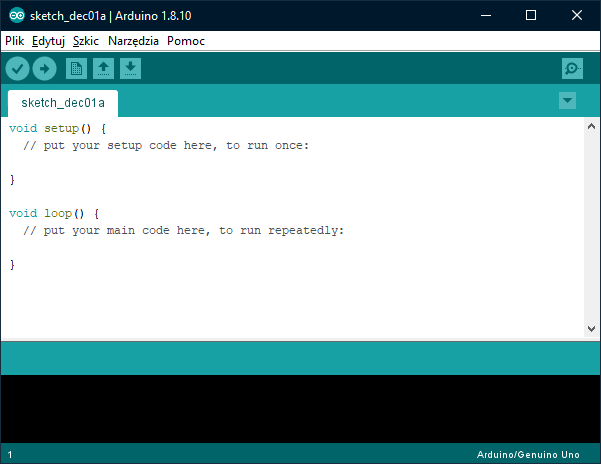 sketch_dec01a | Arduino 1.8.10
Plik Edytuj Szkic Narzędzia Pomoc
sketch_dec01a
void setup() {
  // put your setup code here, to run once:
}
void loop() {
  // put your main code here, to run repeatedly:
}
1 Arduino/Genuino Uno